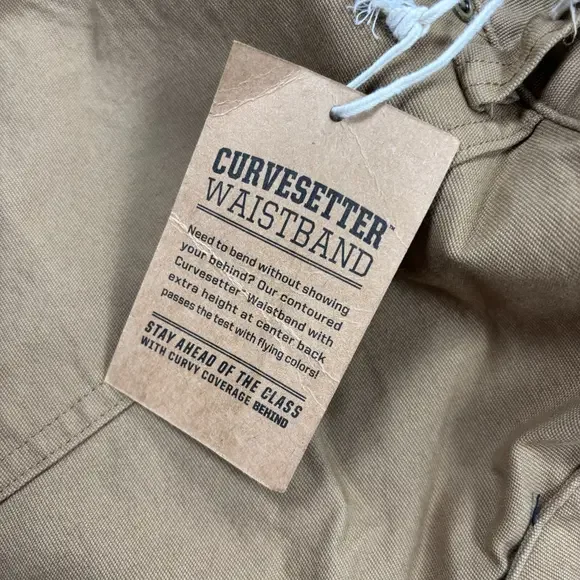 CURVESETTER™
WAISTBAND
Need to bend without showing
your behind? Our contoured
Curvesetter™ Waistband with
extra height at center back
passes the test with flying colors!
STAY AHEAD OF THE CLASS
WITH CURVY COVERAGE BEHIND